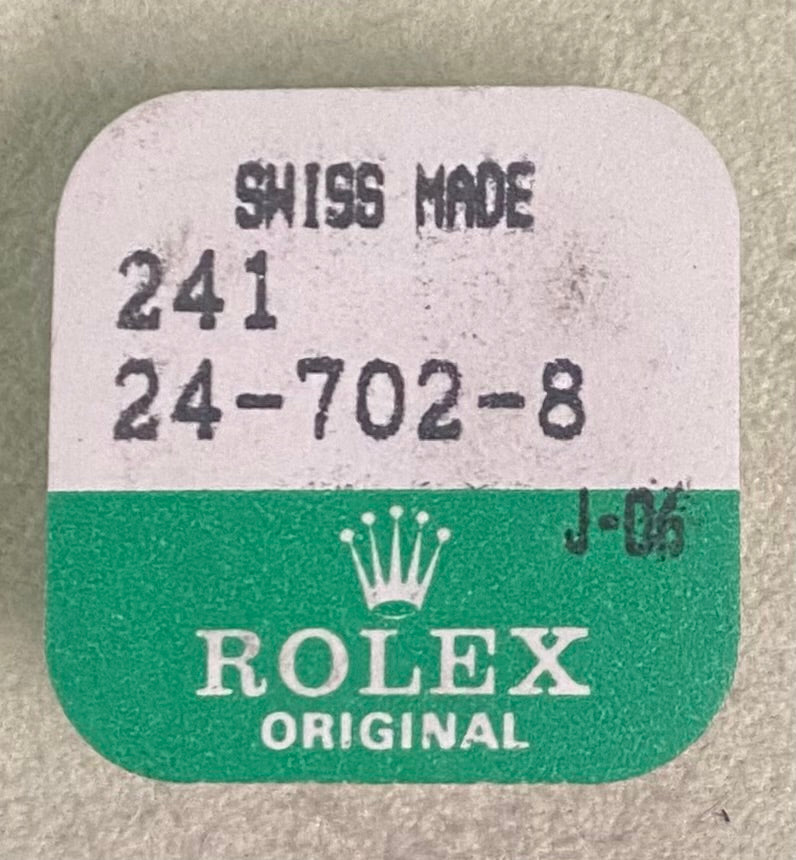 SWISS MADE
241
24-702-8
J-06
ROLEX
ORIGINAL